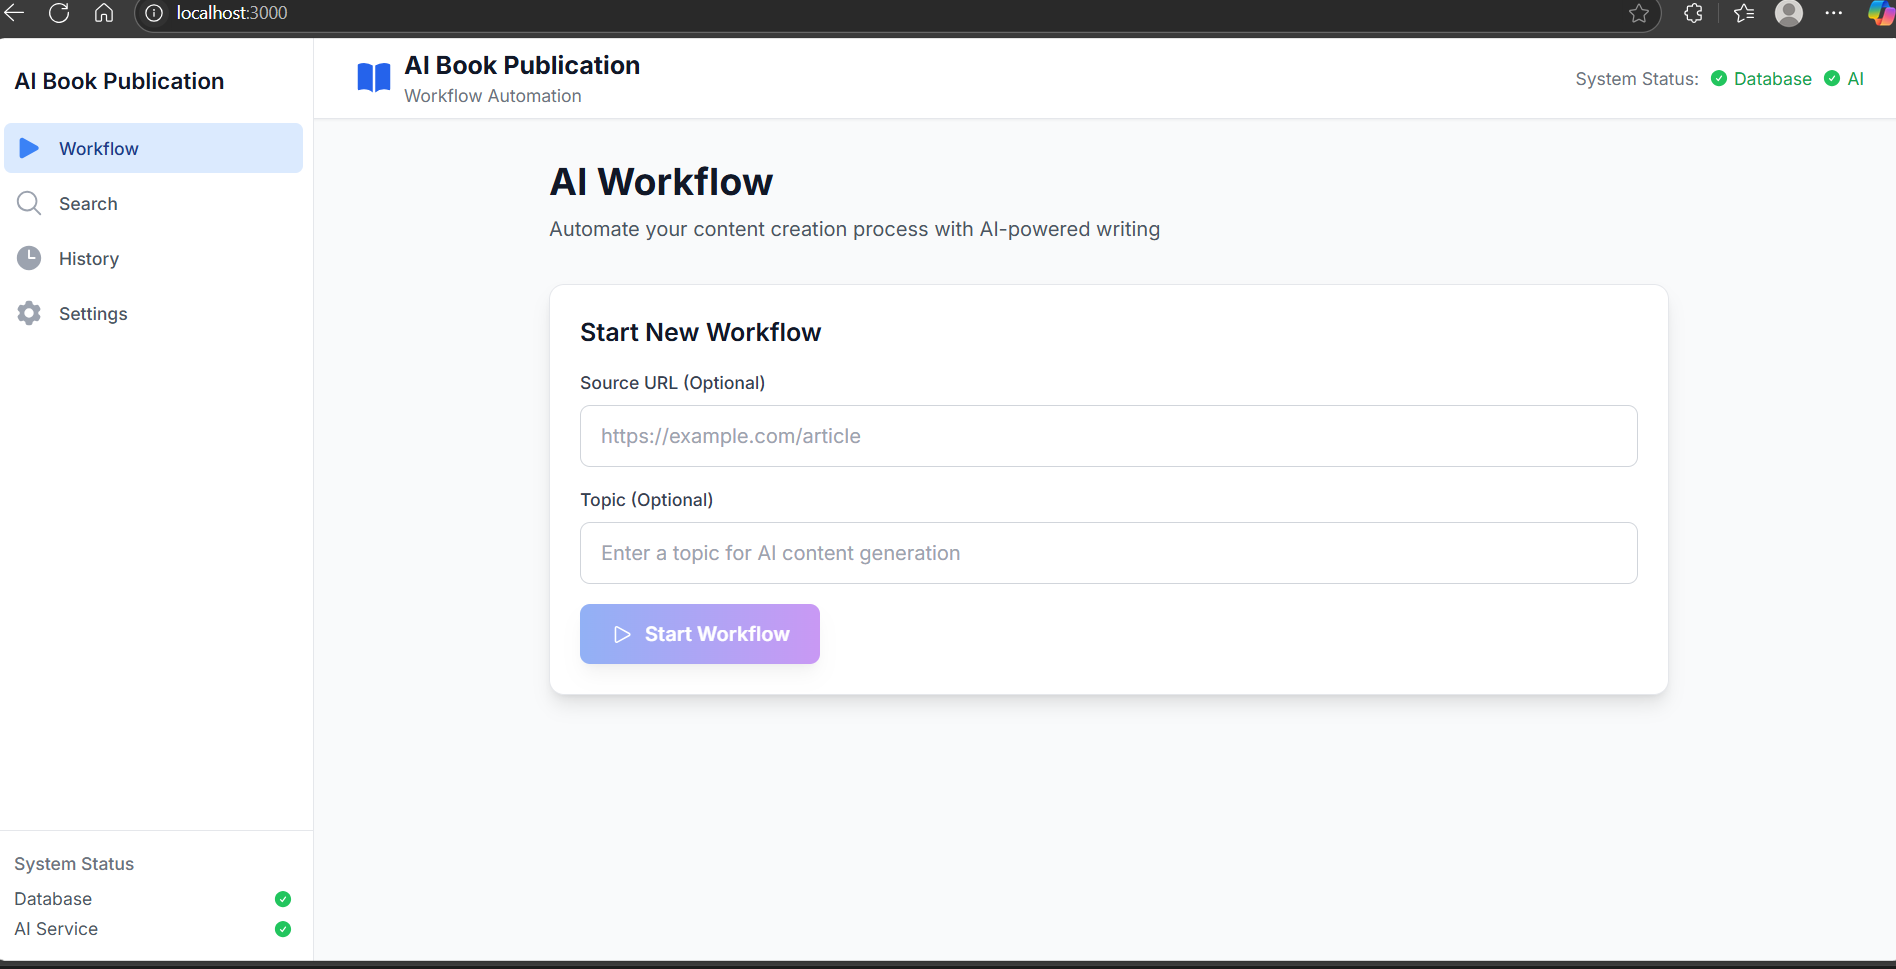 localhost:3000
AI Book Publication
Workflow
Search
History
Settings
System Status
Database
AI Service
AI Book Publication
Workflow Automation
System Status: Database AI
AI Workflow
Automate your content creation process with AI-powered writing
Start New Workflow
Source URL (Optional)
https://example.com/article
Topic (Optional)
Enter a topic for AI content generation
Start Workflow